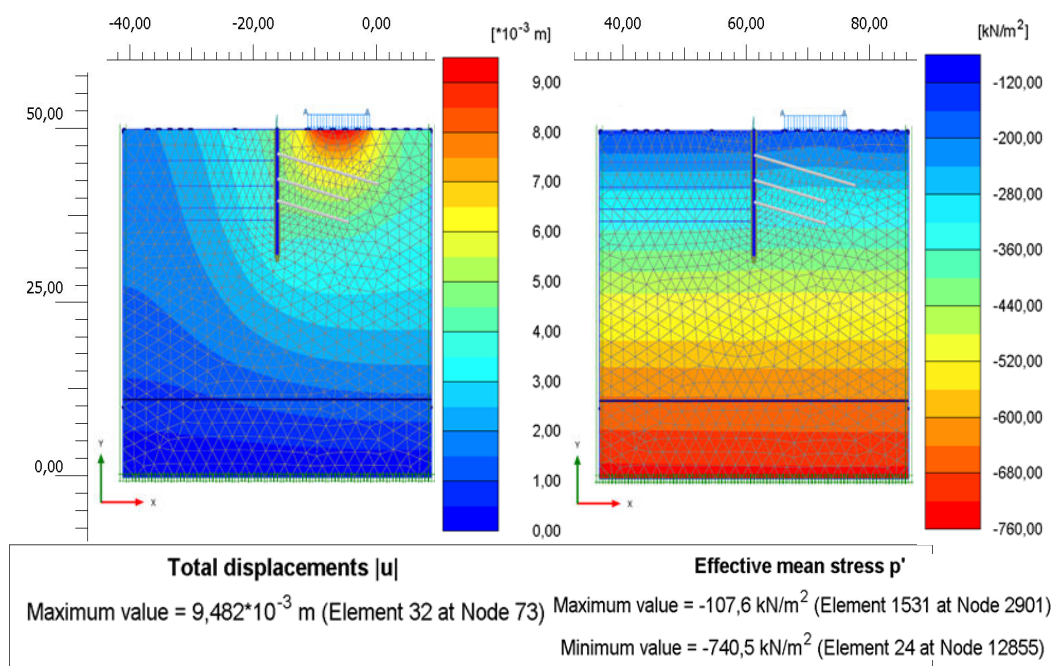 -40,00 -20,00 0,00
[*10⁻³ m]
50,00
25,00
0,00
9,00
8,00
7,00
6,00
5,00
4,00
3,00
2,00
1,00
0,00
Y
X
A A
40,00 60,00 80,00
[kN/m²]
-120,00
-200,00
-280,00
-360,00
-440,00
-520,00
-600,00
-680,00
-760,00
Y
X
A A
Total displacements |u|
Maximum value = 9,482*10⁻³ m (Element 32 at Node 73)
Effective mean stress p'
Maximum value = -107,6 kN/m² (Element 1531 at Node 2901)
Minimum value = -740,5 kN/m² (Element 24 at Node 12855)